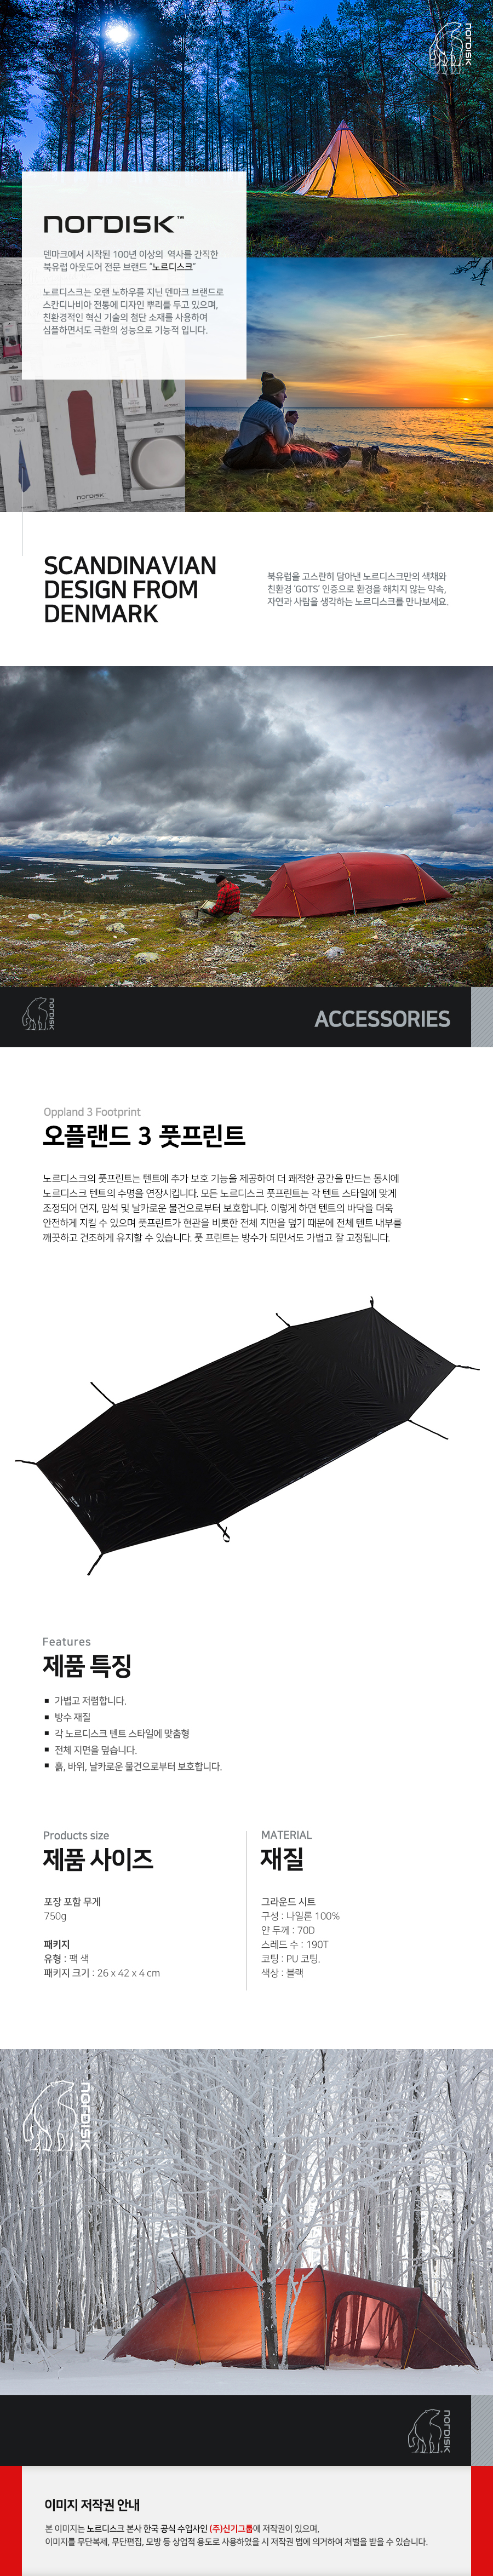 NORDISK
NORDISK™
덴마크에서 시작된 100년 이상의 역사를 간직한
북유럽 아웃도어 전문 브랜드 "노르디스크"
노르디스크는 오랜 노하우를 지닌 덴마크 브랜드로
스칸디나비아 전통에 디자인 뿌리를 두고 있으며,
친환경적인 혁신 기술의 첨단 소재를 사용하여
심플하면서도 극한의 성능으로 기능적 입니다.
NORDISK
SCANDINAVIAN
DESIGN FROM
DENMARK
북유럽을 고스란히 담아낸 노르디스크만의 색채와
친환경 'GOTS' 인증으로 환경을 해치지 않는 약속,
자연과 사람을 생각하는 노르디스크를 만나보세요.
NORDISK
ACCESSORIES
Oppland 3 Footprint
오플랜드 3 풋프린트
노르디스크의 풋프린트는 텐트에 추가 보호 기능을 제공하여 더 쾌적한 공간을 만드는 동시에
노르디스크 텐트의 수명을 연장시킵니다. 모든 노르디스크 풋프린트는 각 텐트 스타일에 맞게
조정되어 먼지, 암석 및 날카로운 물건으로부터 보호합니다. 이렇게 하면 텐트의 바닥을 더욱
안전하게 지킬 수 있으며 풋프린트가 현관을 비롯한 전체 지면을 덮기 때문에 전체 텐트 내부를
깨끗하고 건조하게 유지할 수 있습니다. 풋 프린트는 방수가 되면서도 가볍고 잘 고정됩니다.
Features
제품 특징
■ 가볍고 저렴합니다.
■ 방수 재질
■ 각 노르디스크 텐트 스타일에 맞춤형
■ 전체 지면을 덮습니다.
■ 흙, 바위, 날카로운 물건으로부터 보호합니다.
Products size
제품 사이즈
포장 포함 무게
750g
패키지
유형 : 팩 색
패키지 크기 : 26 x 42 x 4 cm
MATERIAL
재질
그라운드 시트
구성 : 나일론 100%
얀 두께 : 70D
스레드 수 : 190T
코팅 : PU 코팅.
색상 : 블랙
NORDISK
NORDISK
이미지 저작권 안내
본 이미지는 노르디스크 본사 한국 공식 수입사인 (주)신기그룹에 저작권이 있으며,
이미지를 무단복제, 무단편집, 모방 등 상업적 용도로 사용하였을 시 저작권 법에 의거하여 처벌을 받을 수 있습니다.